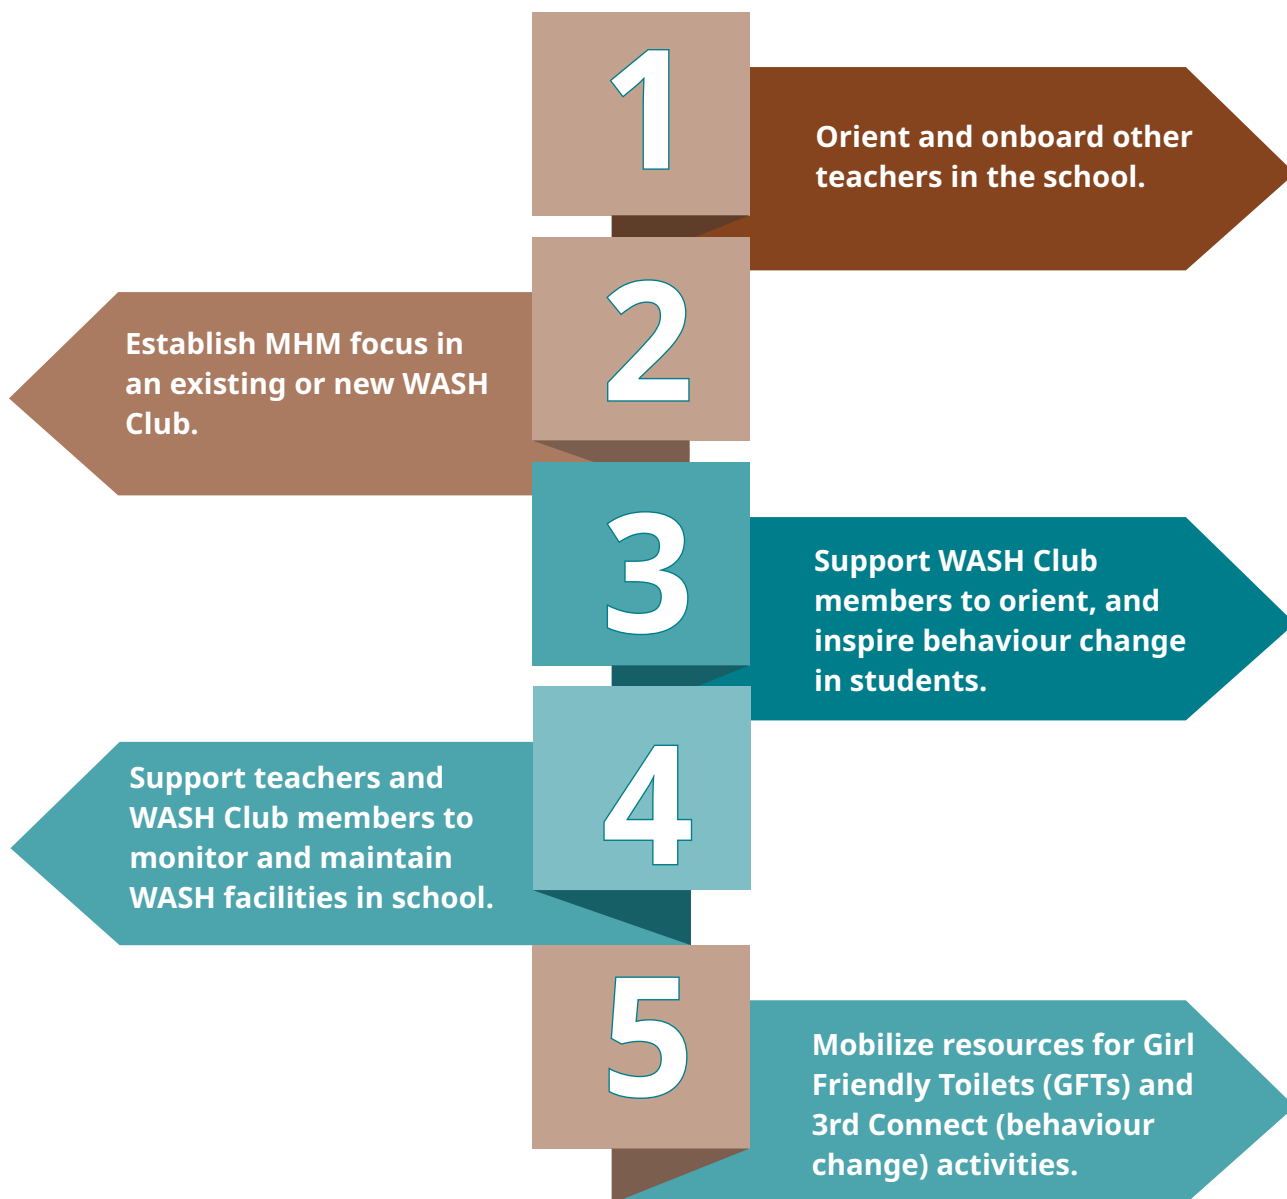 1
Orient and onboard other
teachers in the school.
2
Establish MHM focus in
an existing or new WASH
Club.
3
Support WASH Club
members to orient, and
inspire behaviour change
in students.
4
Support teachers and
WASH Club members to
monitor and maintain
WASH facilities in school.
5
Mobilize resources for Girl
Friendly Toilets (GFTs) and
3rd Connect (behaviour
change) activities.